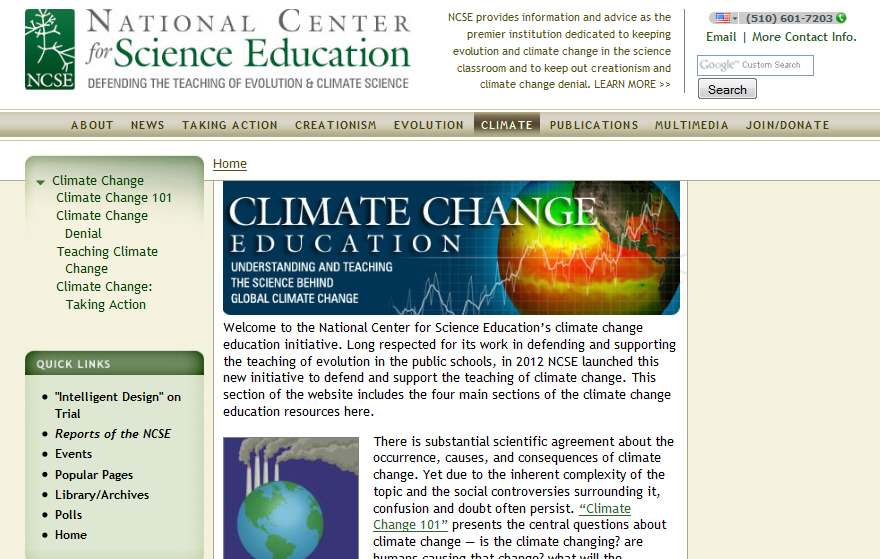 NATIONAL CENTER
for Science Education
NCSE
DEFENDING THE TEACHING OF EVOLUTION & CLIMATE SCIENCE
NCSE provides information and advice as the
premier institution dedicated to keeping
evolution and climate change in the science
classroom and to keep out creationism and
climate change denial. LEARN MORE >>
(510) 601-7203
Email | More Contact Info.
Google™ Custom Search
Search
ABOUT NEWS TAKING ACTION CREATIONISM EVOLUTION CLIMATE PUBLICATIONS MULTIMEDIA JOIN/DONATE
Climate Change
Climate Change 101
Climate Change
Denial
Teaching Climate
Change
Climate Change:
Taking Action
QUICK LINKS
"Intelligent Design" on
Trial
Reports of the NCSE
Events
Popular Pages
Library/Archives
Polls
Home
Home
CLIMATE CHANGE
EDUCATION
UNDERSTANDING AND TEACHING
THE SCIENCE BEHIND
GLOBAL CLIMATE CHANGE
Welcome to the National Center for Science Education's climate change
education initiative. Long respected for its work in defending and supporting
the teaching of evolution in the public schools, in 2012 NCSE launched this
new initiative to defend and support the teaching of climate change. This
section of the website includes the four main sections of the climate change
education resources here.
There is substantial scientific agreement about the
occurrence, causes, and consequences of climate
change. Yet due to the inherent complexity of the
topic and the social controversies surrounding it,
confusion and doubt often persist. “Climate
Change 101” presents the central questions about
climate change — is the climate changing? are
humans causing that change? what will the